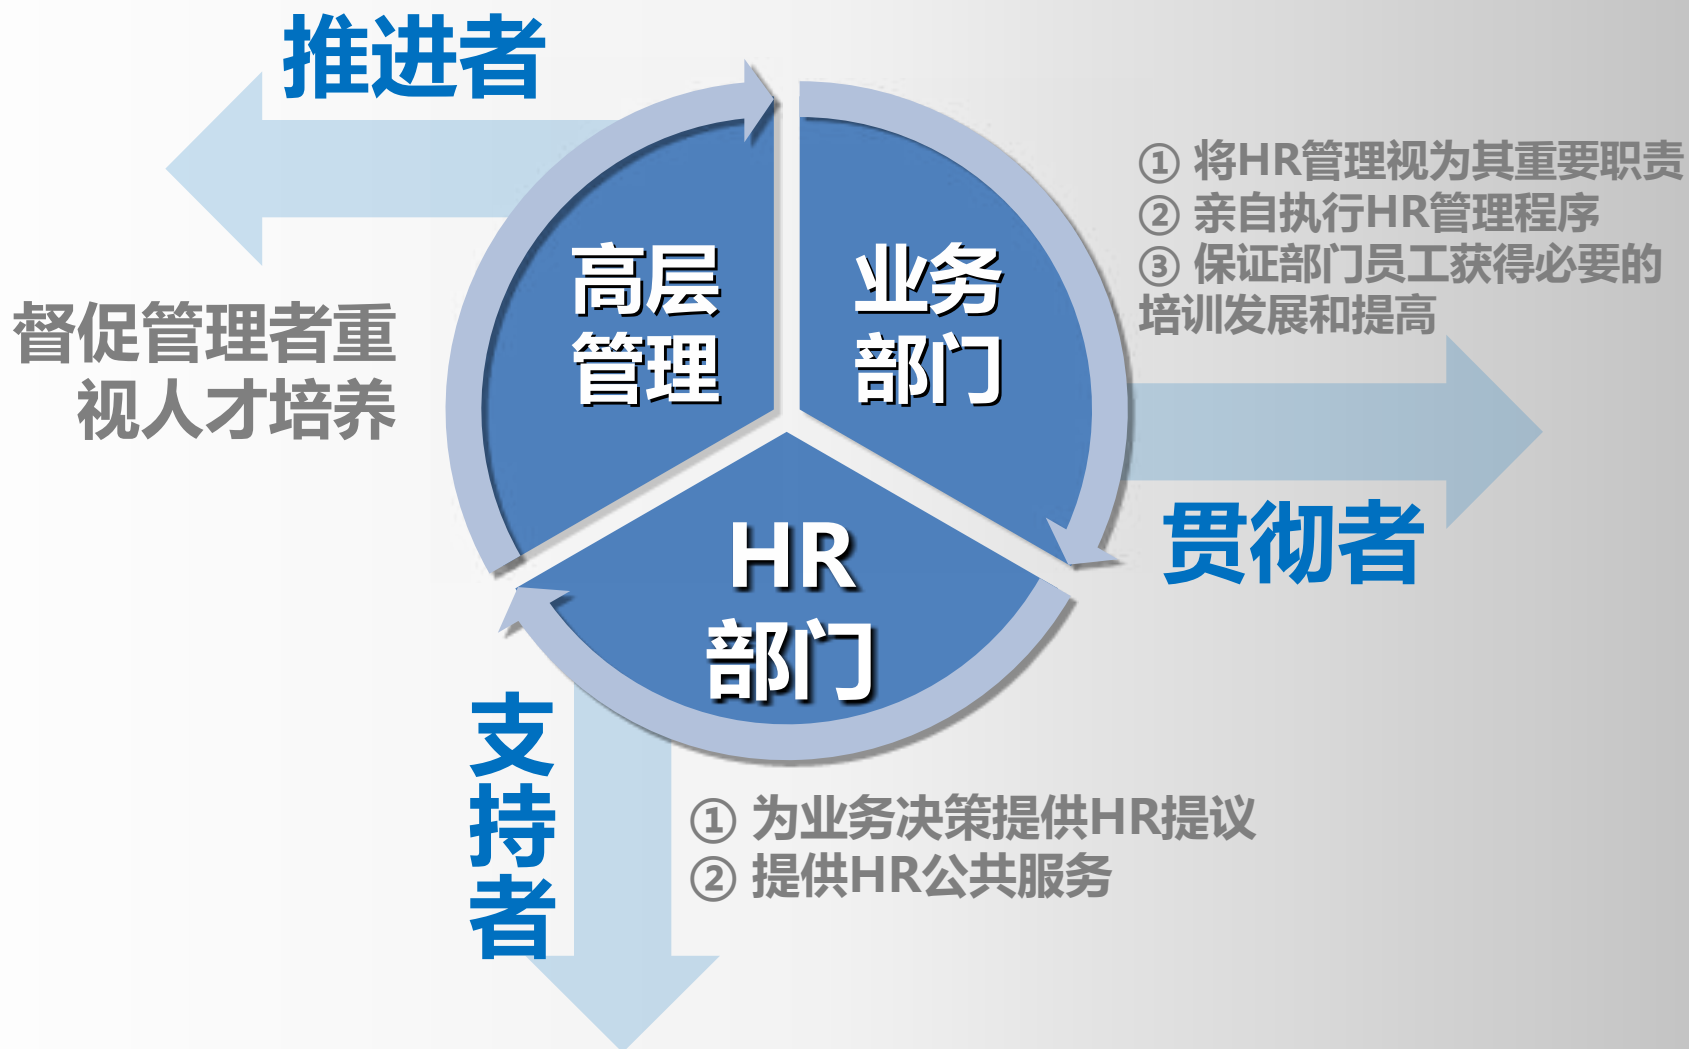 推进者
督促管理者重
视人才培养
高层
管理
业务
部门
① 将HR管理视为其重要职责
② 亲自执行HR管理程序
③ 保证部门员工获得必要的
培训发展和提高
贯彻者
HR
部门
支持者
① 为业务决策提供HR提议
② 提供HR公共服务